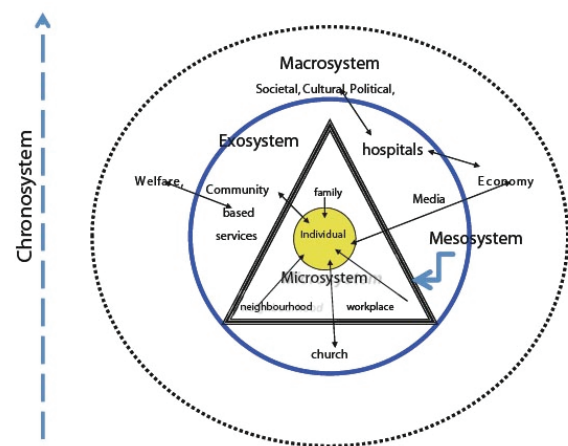 Macrosystem
Societal, Cultural, Political,
Exosystem
hospitals
Welfare,
Community
based
services
family
Media
Economy
Individual
Mesosystem
Microsystem
neighbourhood
workplace
church
Chronosystem